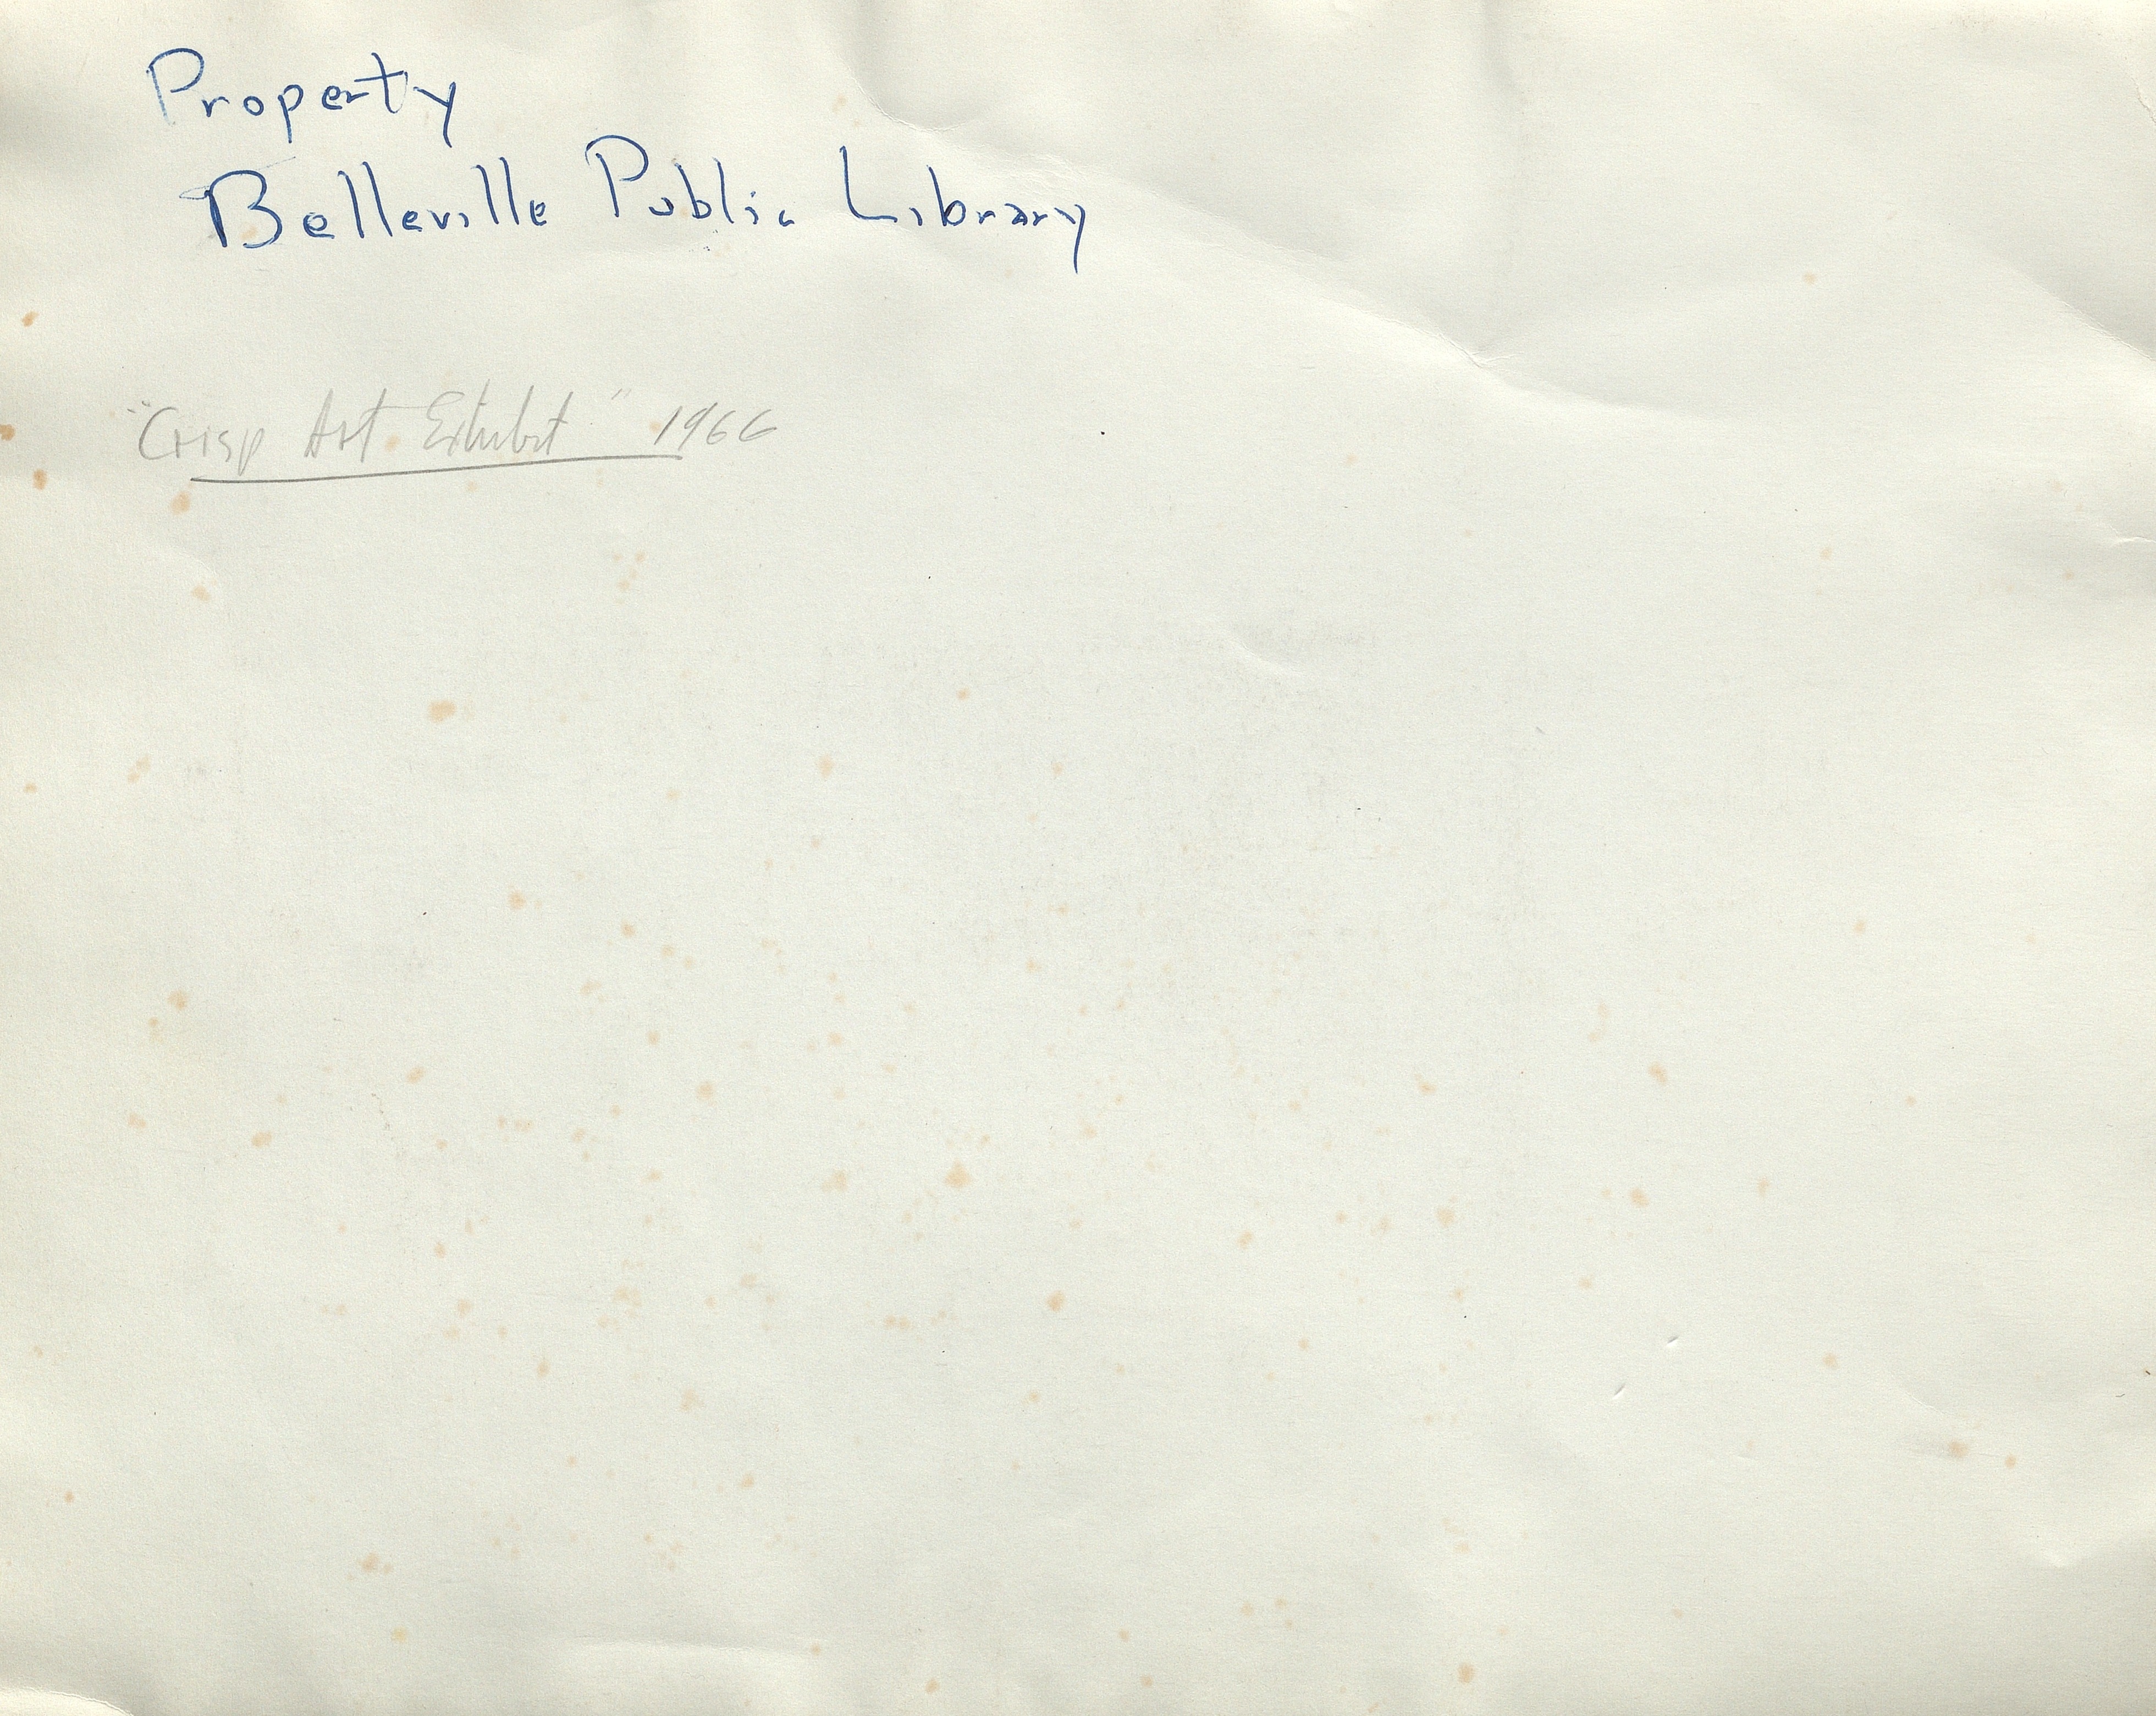 Property
Belleville Public Library
"Crisp Art Exhibit" 1966